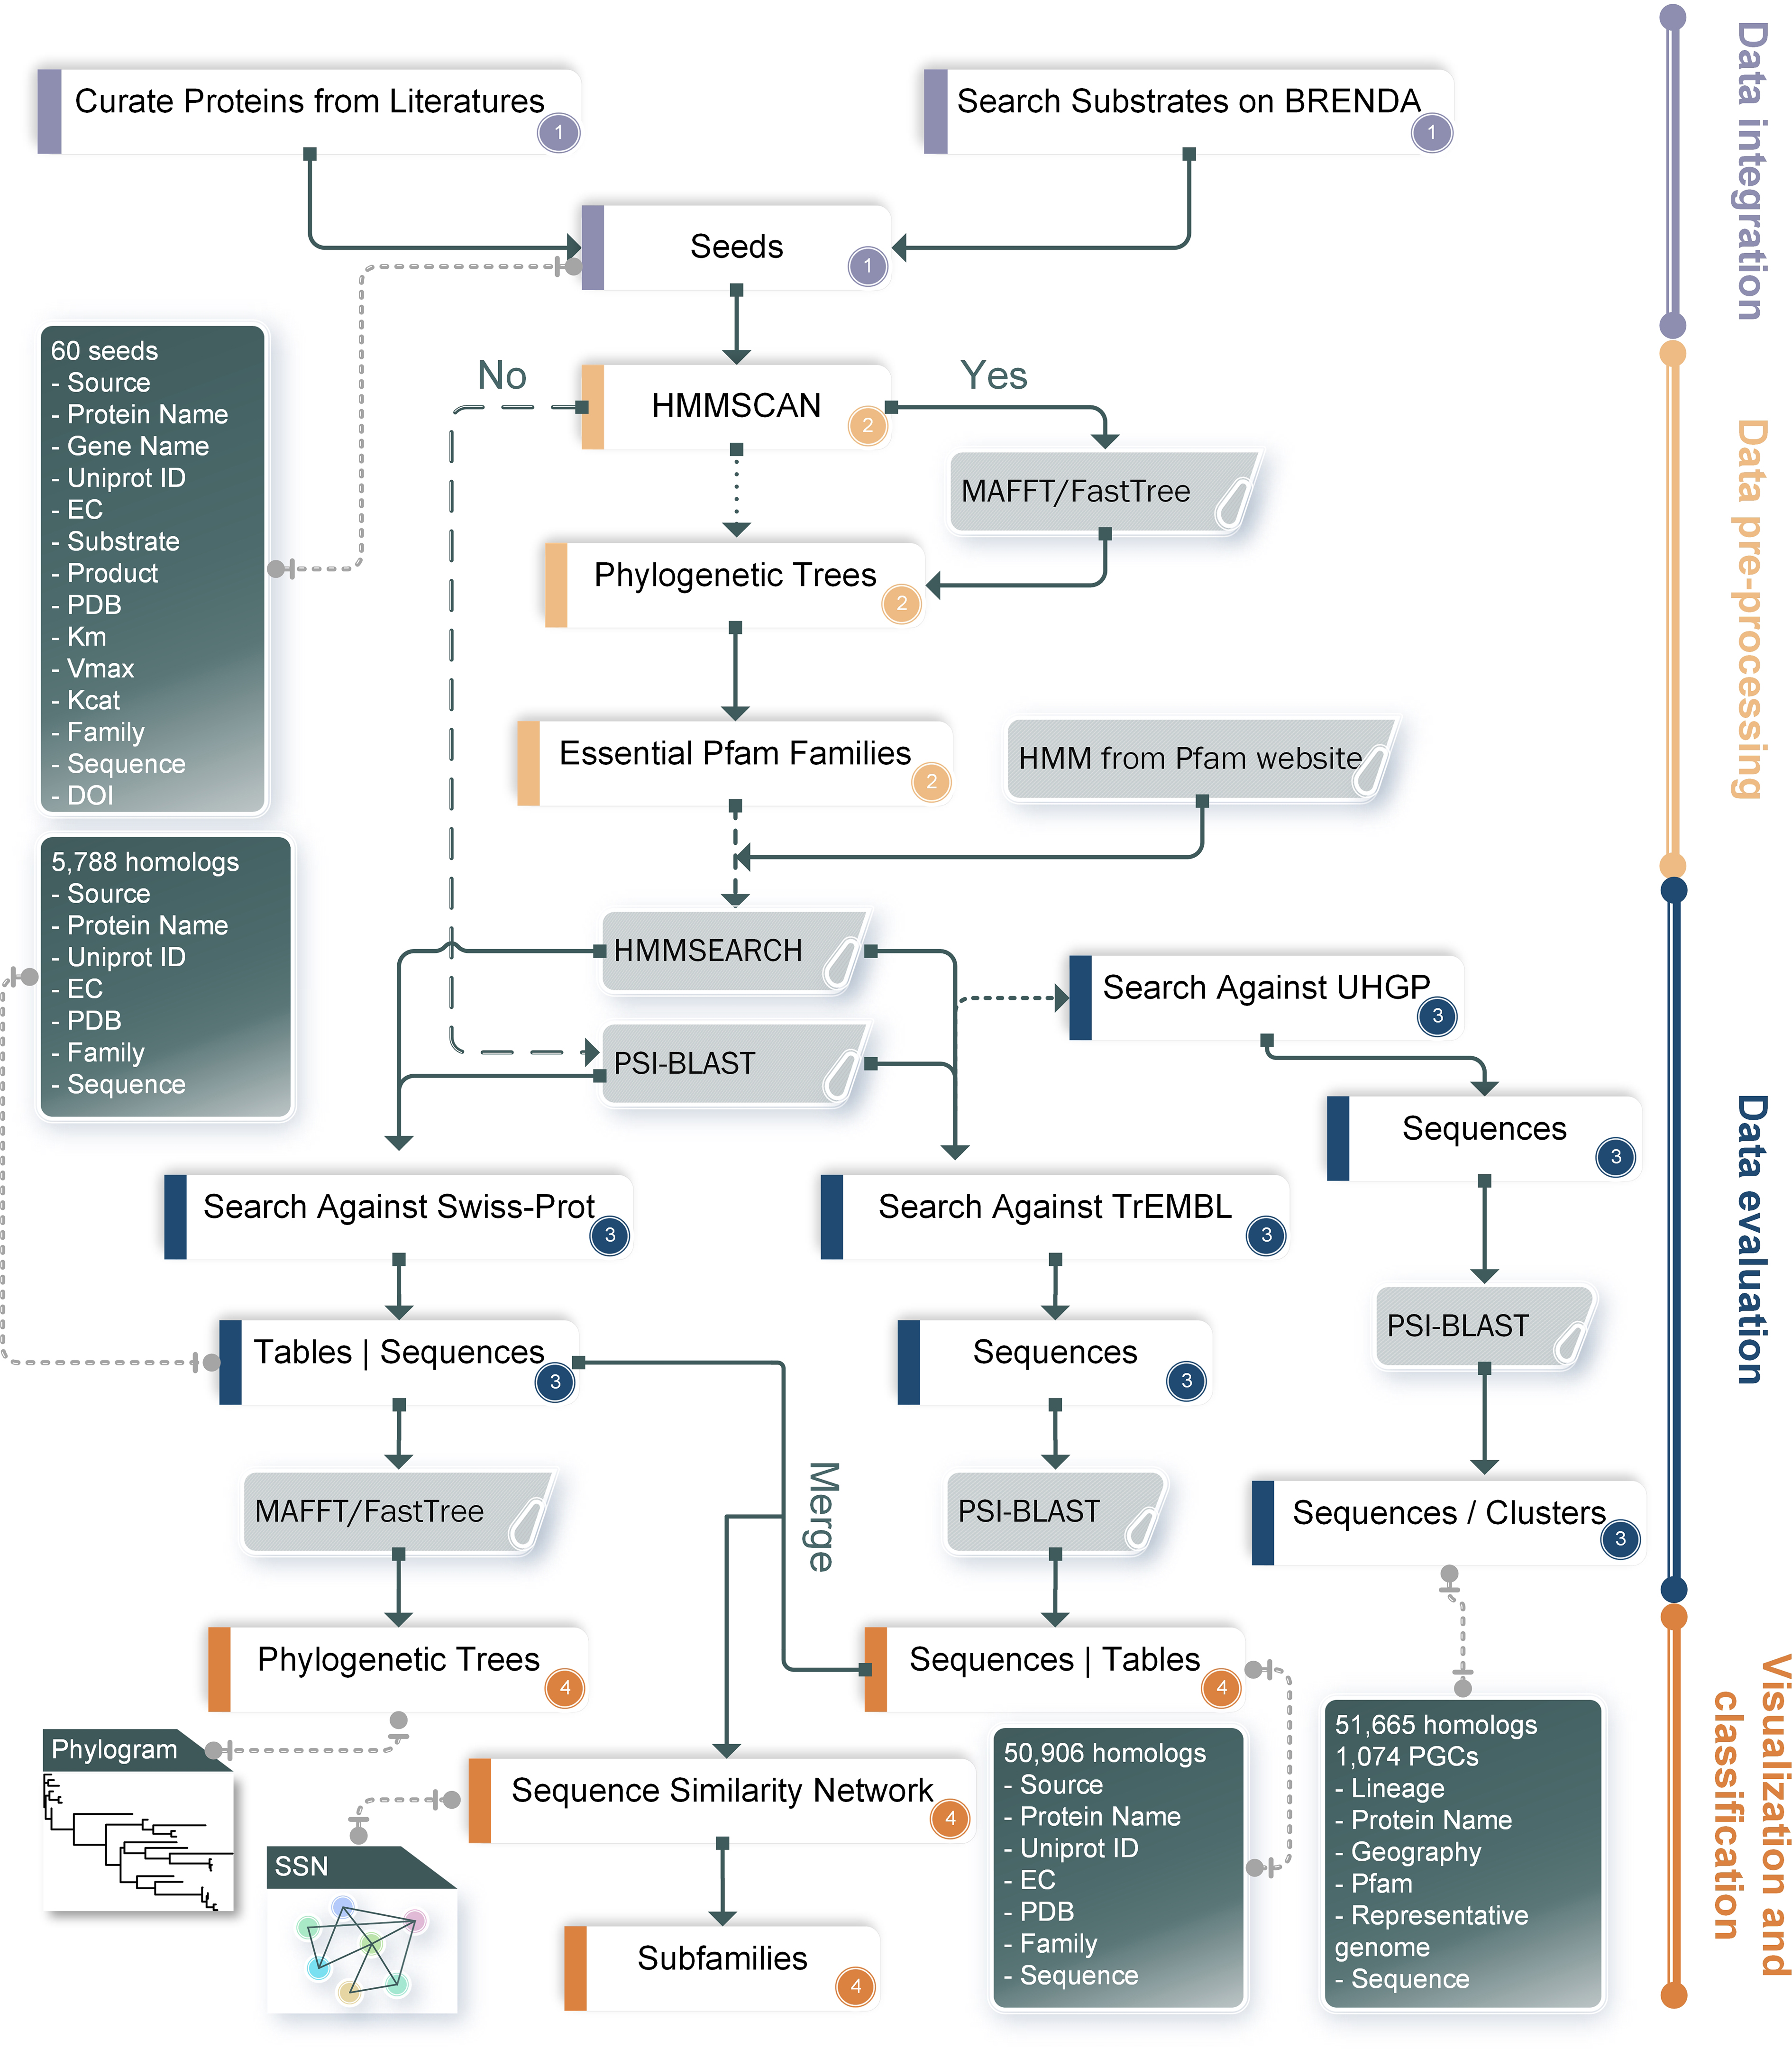 Curate Proteins from Literatures
1
Search Substrates on BRENDA
1
Data integration
Seeds
1
60 seeds
- Source
- Protein Name
- Gene Name
- Uniprot ID
- EC
- Substrate
- Product
- PDB
- Km
- Vmax
- Kcat
- Family
- Sequence
- DOI
No
HMMSCAN
2
Yes
MAFFT/FastTree
Phylogenetic Trees
2
Data pre-processing
Essential Pfam Families
2
HMM from Pfam website
5,788 homologs
- Source
- Protein Name
- Uniprot ID
- EC
- PDB
- Family
- Sequence
HMMSEARCH
PSI-BLAST
Search Against UHGP
3
Sequences
3
Data evaluation
Search Against Swiss-Prot
3
Search Against TrEMBL
3
PSI-BLAST
Tables | Sequences
3
Sequences
3
MAFFT/FastTree
Merge
PSI-BLAST
Sequences / Clusters
3
Phylogenetic Trees
4
Sequences | Tables
4
Visualization and
classification
Phylogram
Sequence Similarity Network
4
SSN
Subfamilies
4
50,906 homologs
- Source
- Protein Name
- Uniprot ID
- EC
- PDB
- Family
- Sequence
51,665 homologs
1,074 PGCs
- Lineage
- Protein Name
- Geography
- Pfam
- Representative
genome
- Sequence